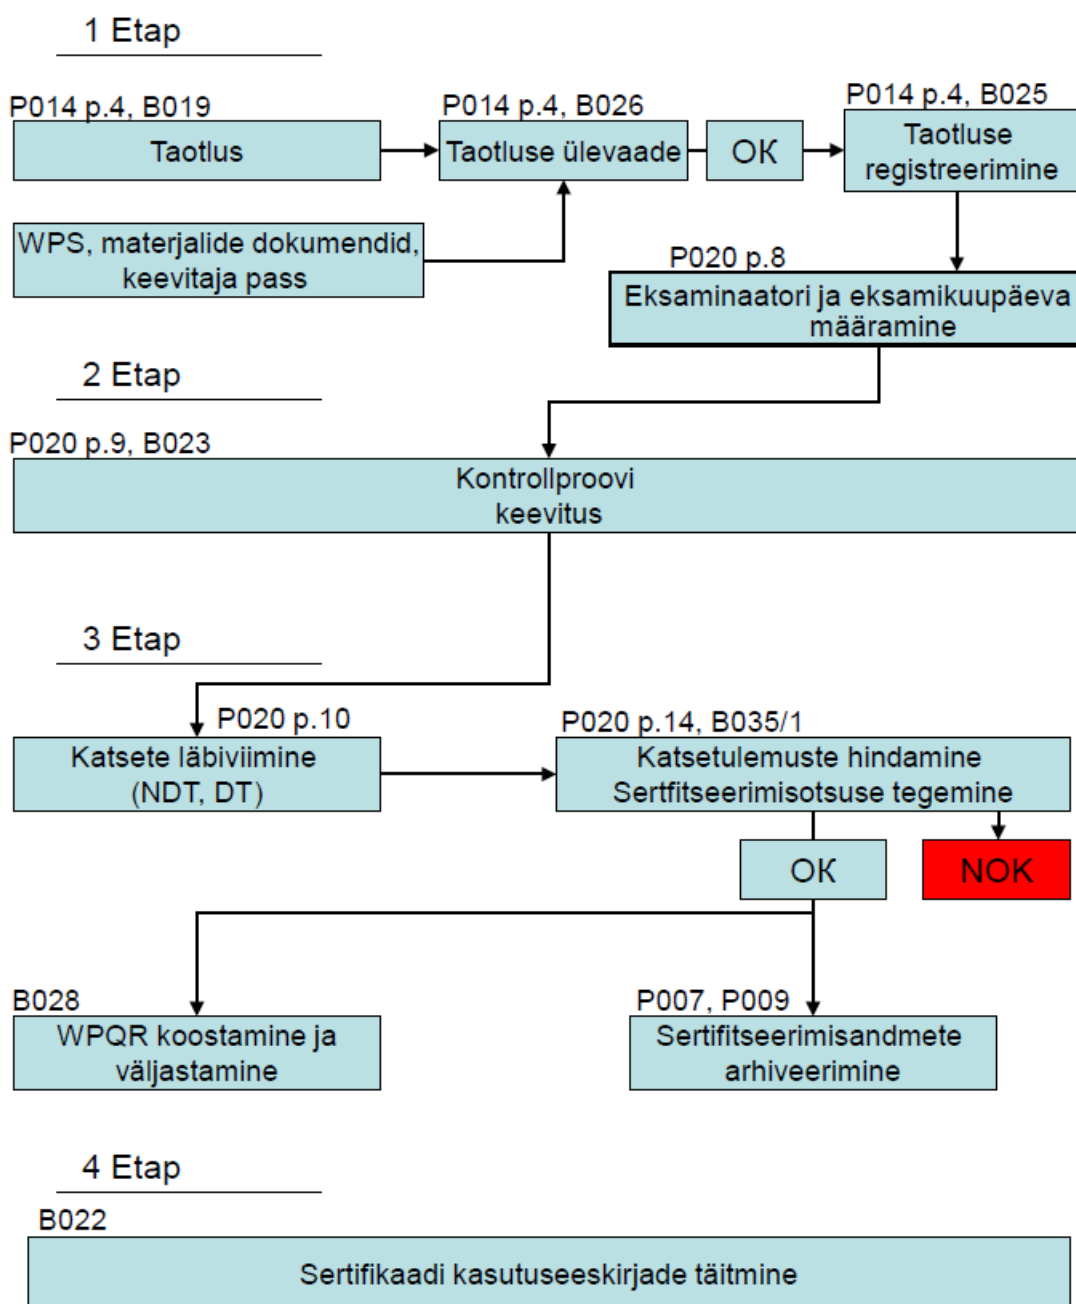 1 Etap
P014 p.4, B019
Taotlus
P014 p.4, B026
Taotluse ülevaade
OK
P014 p.4, B025
Taotluse
registreerimine
WPS, materjalide dokumendid,
keevitaja pass
P020 p.8
Eksaminaatori ja eksamikuupäeva
määramine
2 Etap
P020 p.9, B023
Kontrollproovi
keevitus
3 Etap
P020 p.10
Katsete läbiviimine
(NDT, DT)
P020 p.14, B035/1
Katsetulemuste hindamine
Sertfitseerimisotsuse tegemine
OK
NOK
B028
WPQR koostamine ja
väljastamine
P007, P009
Sertifitseerimisandmete
arhiveerimine
4 Etap
B022
Sertifikaadi kasutuseeskirjade täitmine